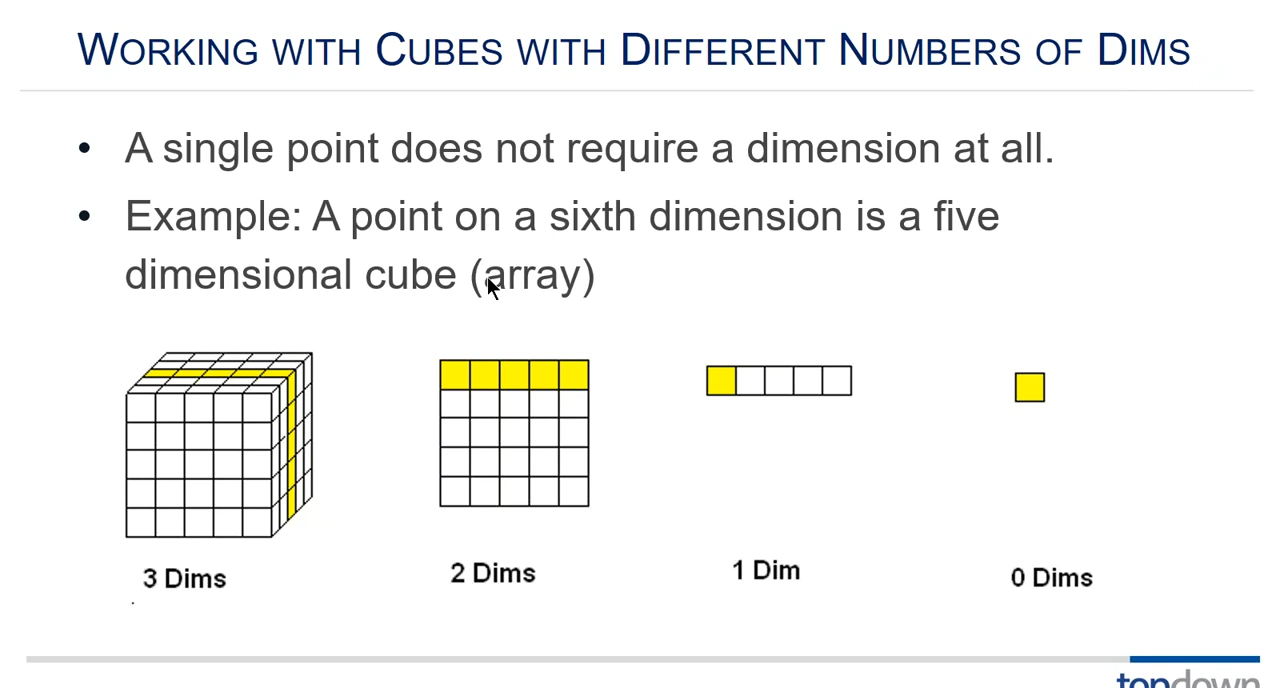 WORKING WITH CUBES WITH DIFFERENT NUMBERS OF DIMS
• A single point does not require a dimension at all.
• Example: A point on a sixth dimension is a five
dimensional cube (array)
3 Dims
2 Dims
1 Dim
0 Dims
topdown